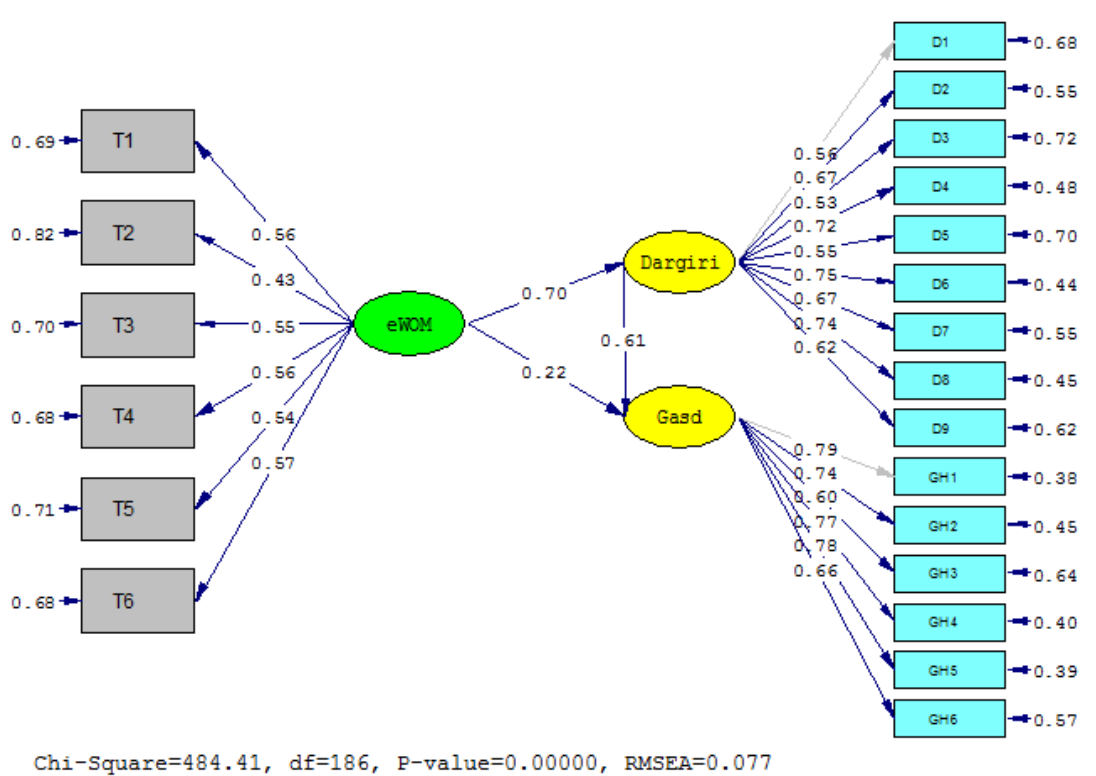 D1 0.68
D2 0.55
D3 0.72
D4 0.48
D5 0.70
D6 0.44
D7 0.55
D8 0.45
D9 0.62
GH1 0.38
GH2 0.45
GH3 0.64
GH4 0.40
GH5 0.39
GH6 0.57
0.69 T1
0.82 T2
0.70 T3
0.68 T4
0.71 T5
0.68 T6
0.56
0.43
0.55
0.56
0.54
0.57
eWOM
0.70
0.22
Dargiri
0.61
Gasd
0.56
0.67
0.53
0.72
0.55
0.75
0.67
0.74
0.62
0.79
0.74
0.60
0.77
0.78
0.66
Chi-Square=484.41, df=186, P-value=0.00000, RMSEA=0.077